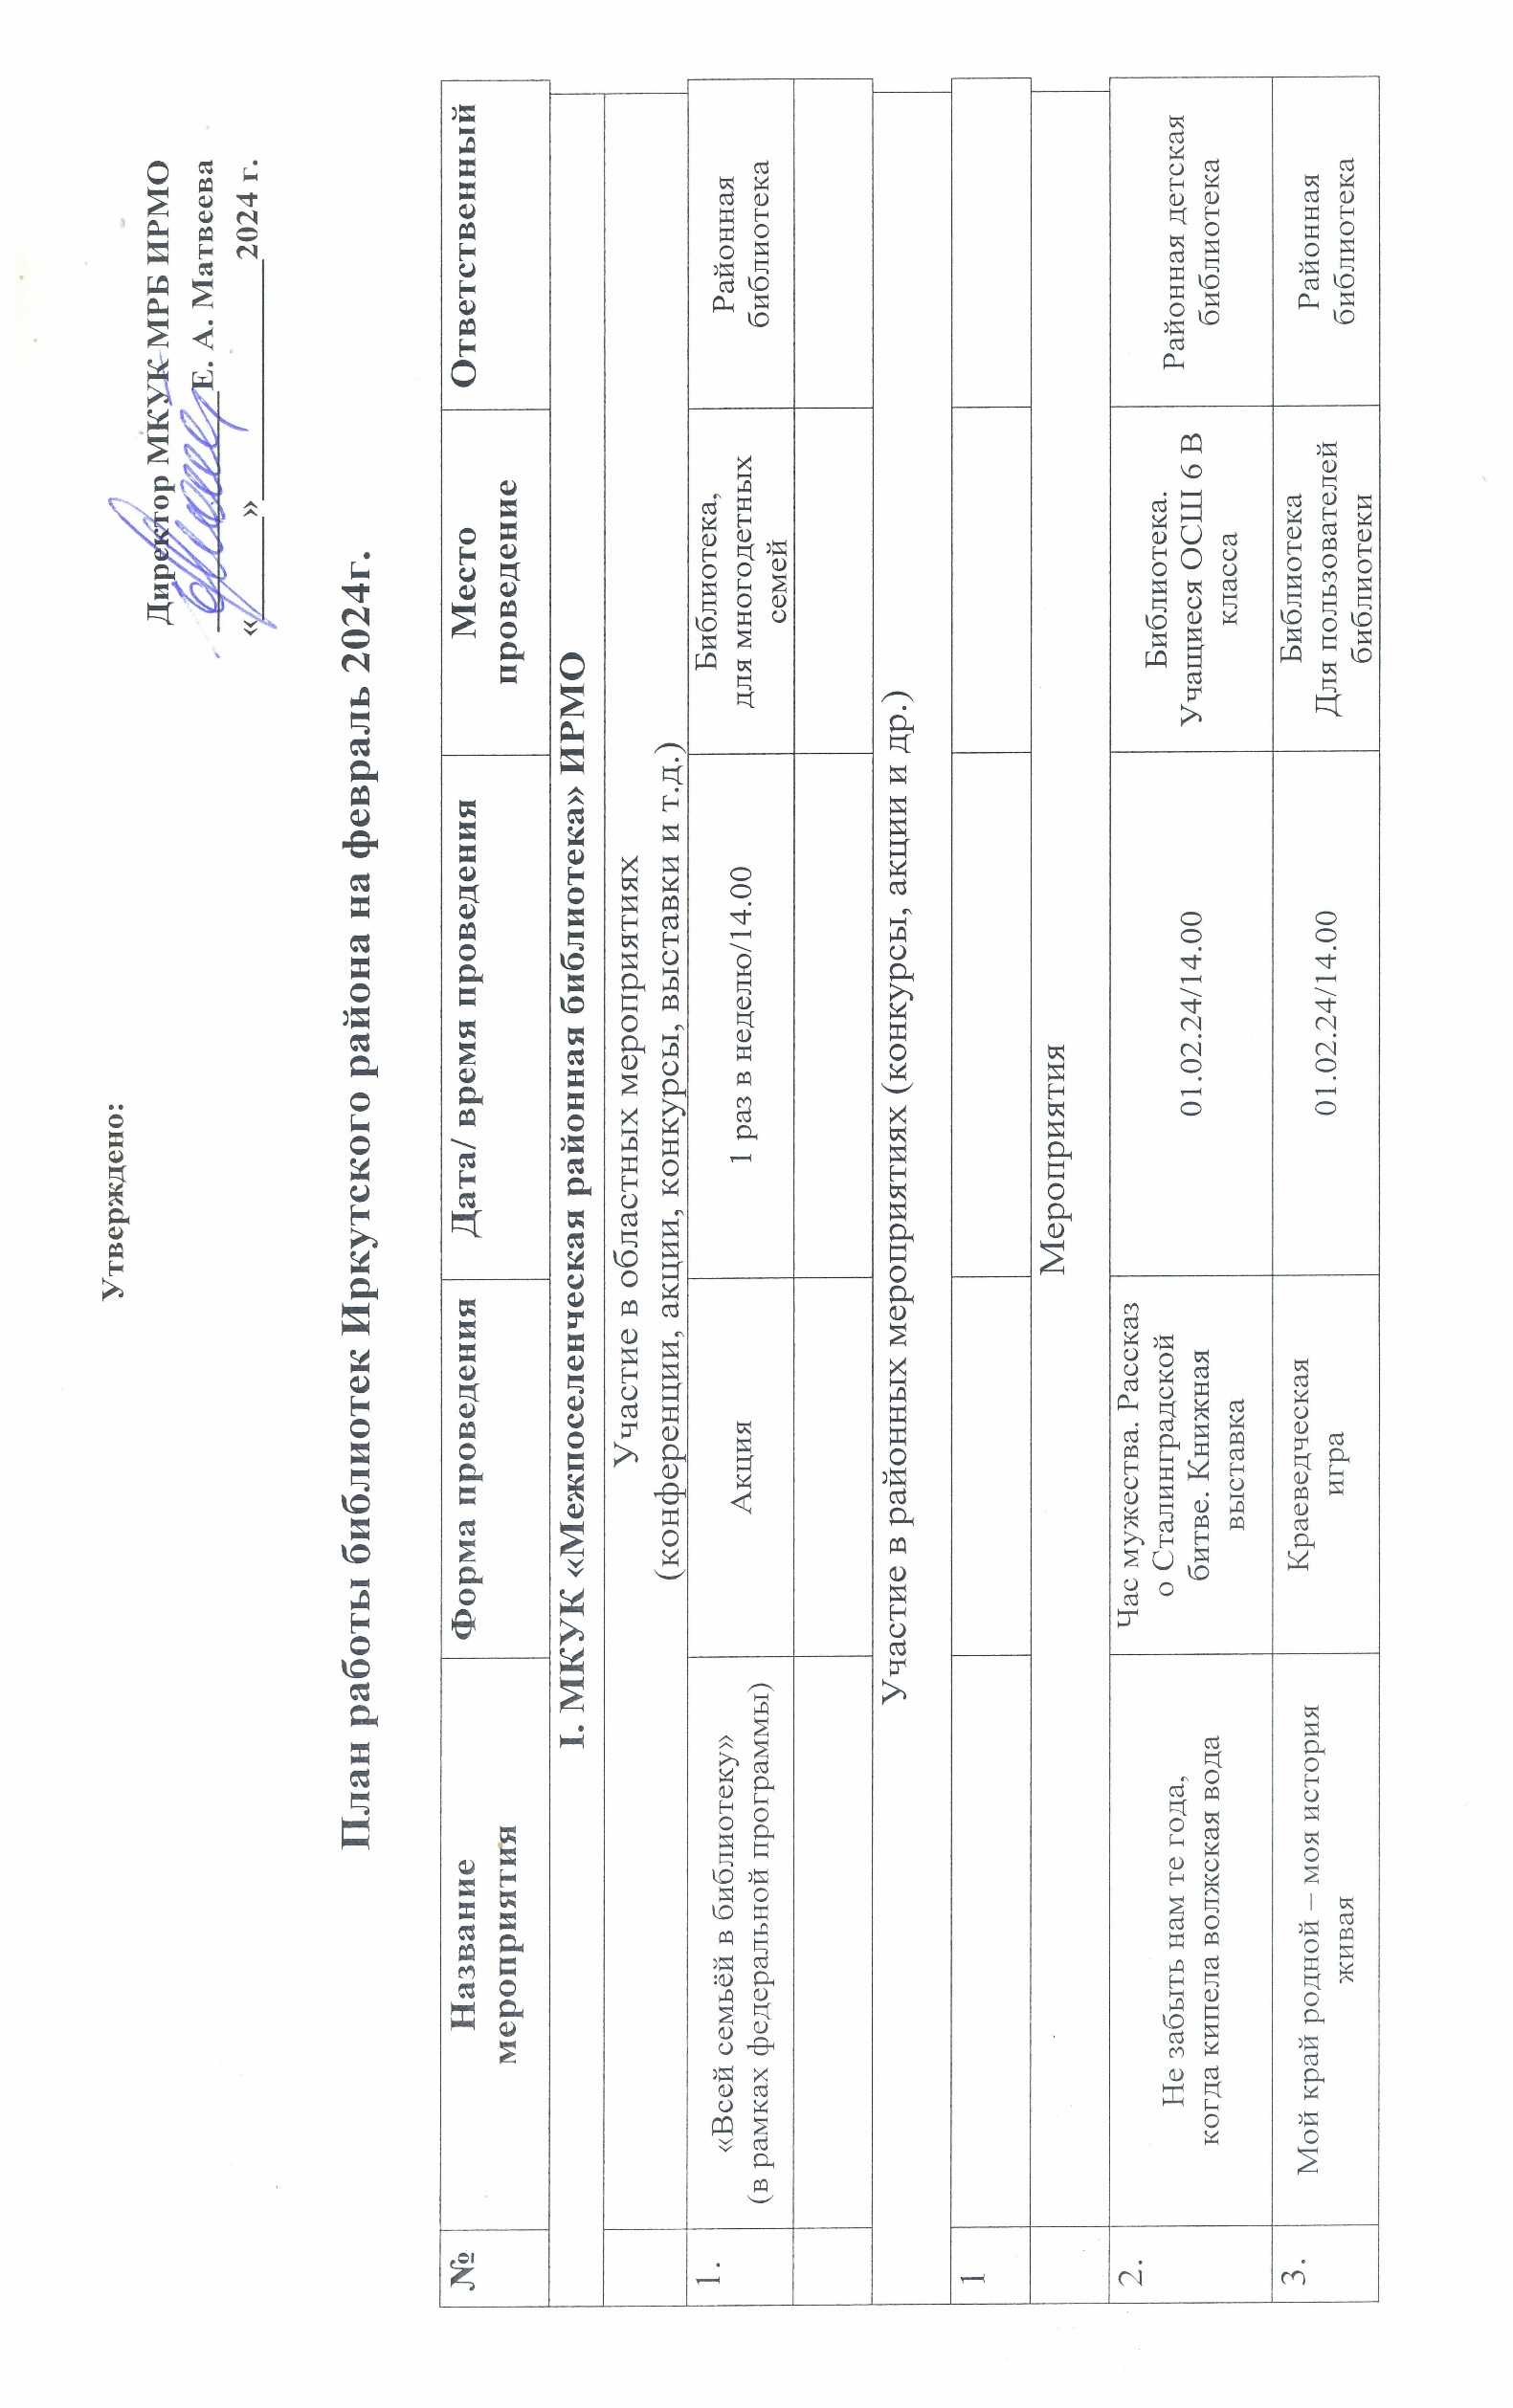 Утверждено:
Директор МКУК МРБ ИРМО
Е. А. Матвеева
«______»____________ 2024 г.
План работы библиотек Иркутского района на февраль 2024г.
№
Название
мероприятия
Форма проведения
Дата/ время проведения
Место
проведение
Ответственный
I. МКУК «Межпоселенческая районная библиотека» ИРМО
Участие в областных мероприятиях
(конференции, акции, конкурсы, выставки и т.д.)
1.
«Всей семьёй в библиотеку»
(в рамках федеральной программы)
Акция
1 раз в неделю/14.00
Библиотека,
для многодетных
семей
Районная
библиотека
Участие в районных мероприятиях (конкурсы, акции и др.)
1
Мероприятия
2.
Не забыть нам те года,
когда кипела волжская вода
Час мужества. Рассказ
о Сталинградской
битве. Книжная
выставка
01.02.24/14.00
Библиотека.
Учащиеся ОСШ 6 В
класса
Районная детская
библиотека
3.
Мой край родной – моя история
живая
Краеведческая
игра
01.02.24/14.00
Библиотека
Для пользователей
библиотеки
Районная
библиотека